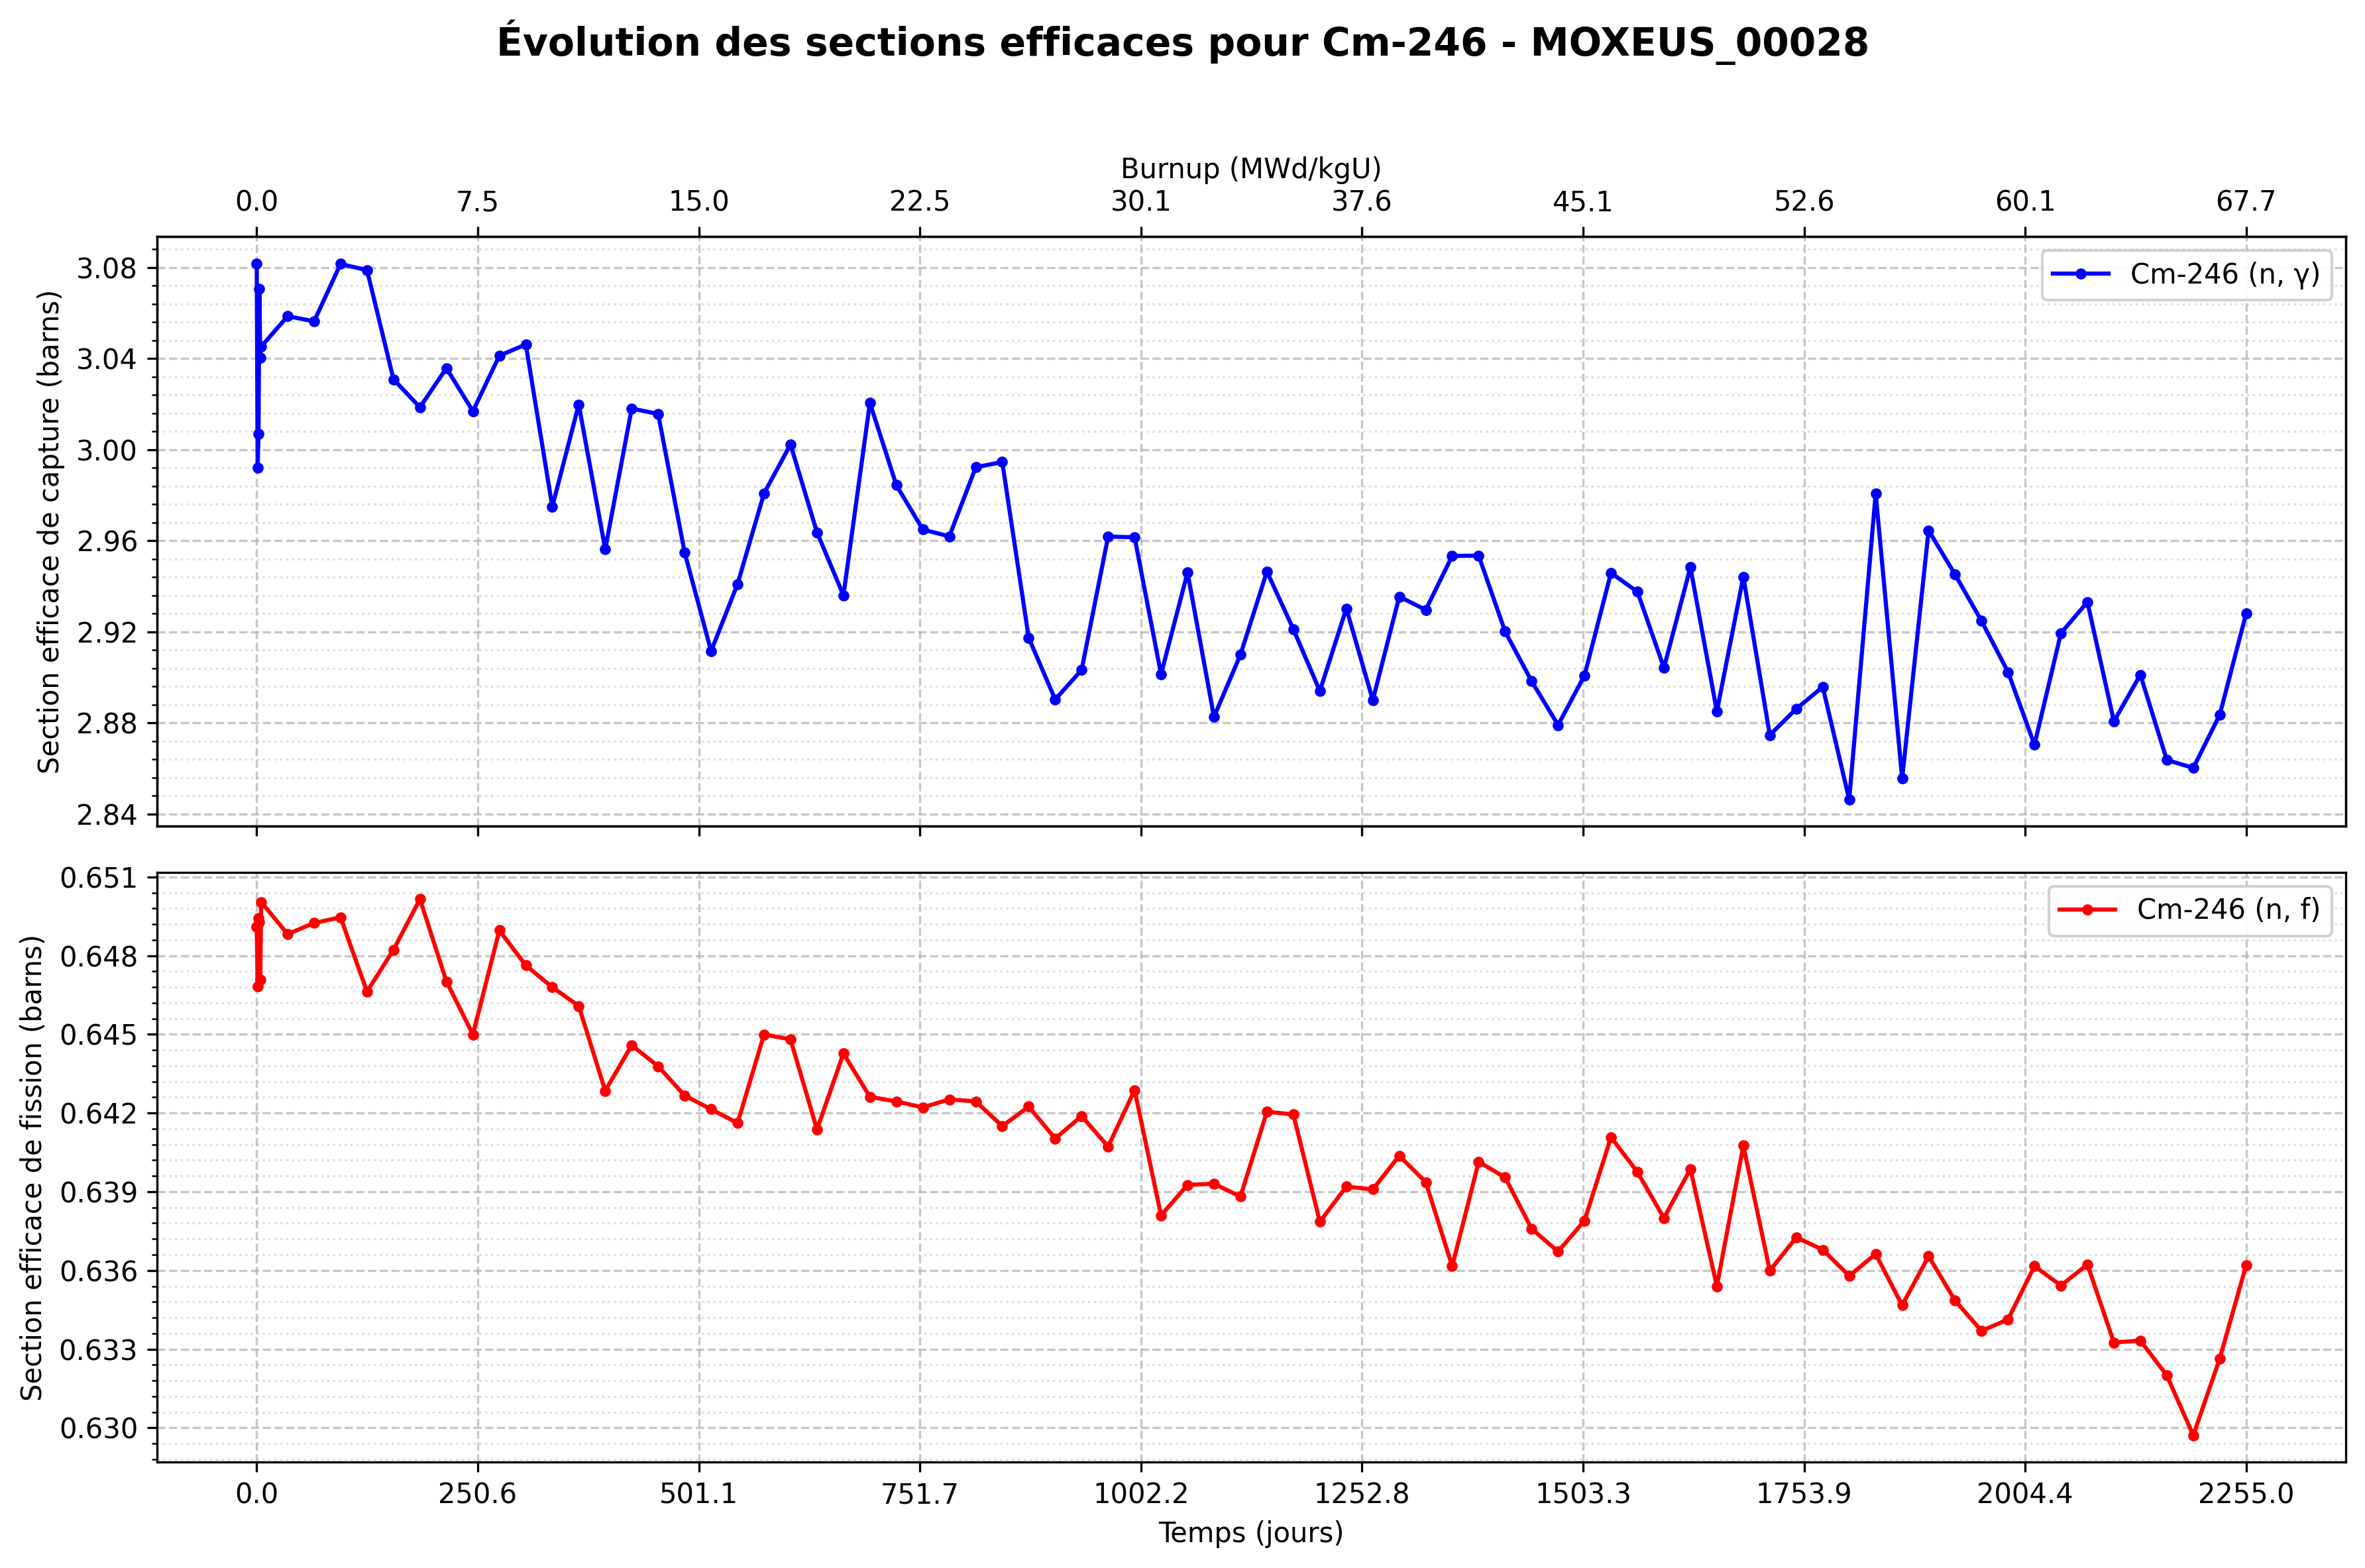 Évolution des sections efficaces pour Cm-246 - MOXEUS_00028
Burnup (MWd/kgU)
0.0 7.5 15.0 22.5 30.1 37.6 45.1 52.6 60.1 67.7
Section efficace de capture (barns)
3.08
3.04
3.00
2.96
2.92
2.88
2.84
Cm-246 (n, γ)
Section efficace de fission (barns)
0.651
0.648
0.645
0.642
0.639
0.636
0.633
0.630
Cm-246 (n, f)
0.0 250.6 501.1 751.7 1002.2 1252.8 1503.3 1753.9 2004.4 2255.0
Temps (jours)